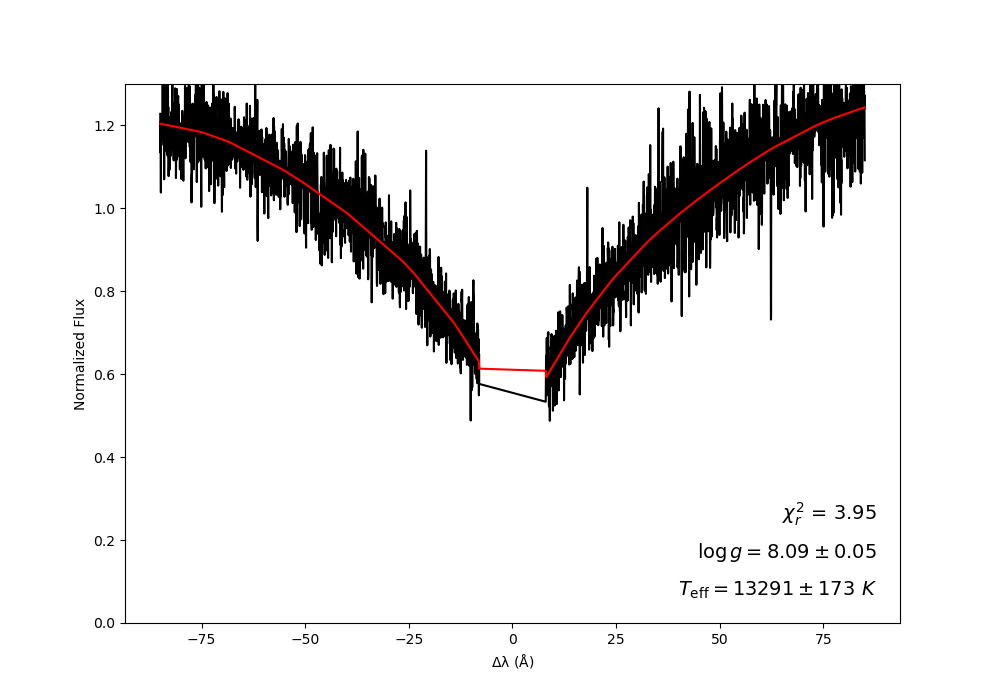 1.2
1.0
0.8
0.6
0.4
0.2
0.0
Normalized Flux
χ²ᵣ = 3.95
log g = 8.09 ± 0.05
T_eff = 13291 ± 173 K
−75 −50 −25 0 25 50 75
Δλ (Å)